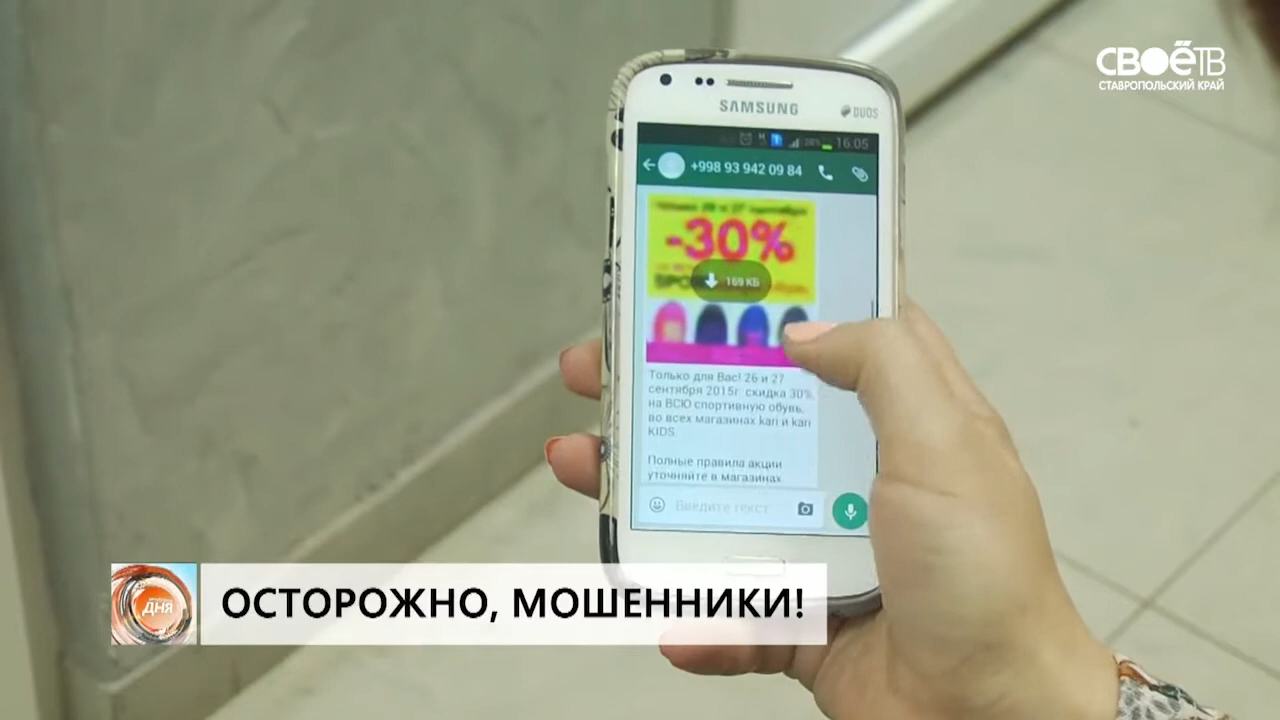 СВОЁТВ
СТАВРОПОЛЬСКИЙ КРАЙ
SAMSUNG
DUOS
16:05
+998 93 942 09 84
-30%
169 КБ
Только для Вас! 26 и 27
сентября 2015г. скидка 30%
на ВСЮ спортивную обувь,
во всех магазинах kari и kari
KIDS.
Полные правила акции
уточняйте в магазинах
Введите текст
ДНЯ
ОСТОРОЖНО, МОШЕННИКИ!